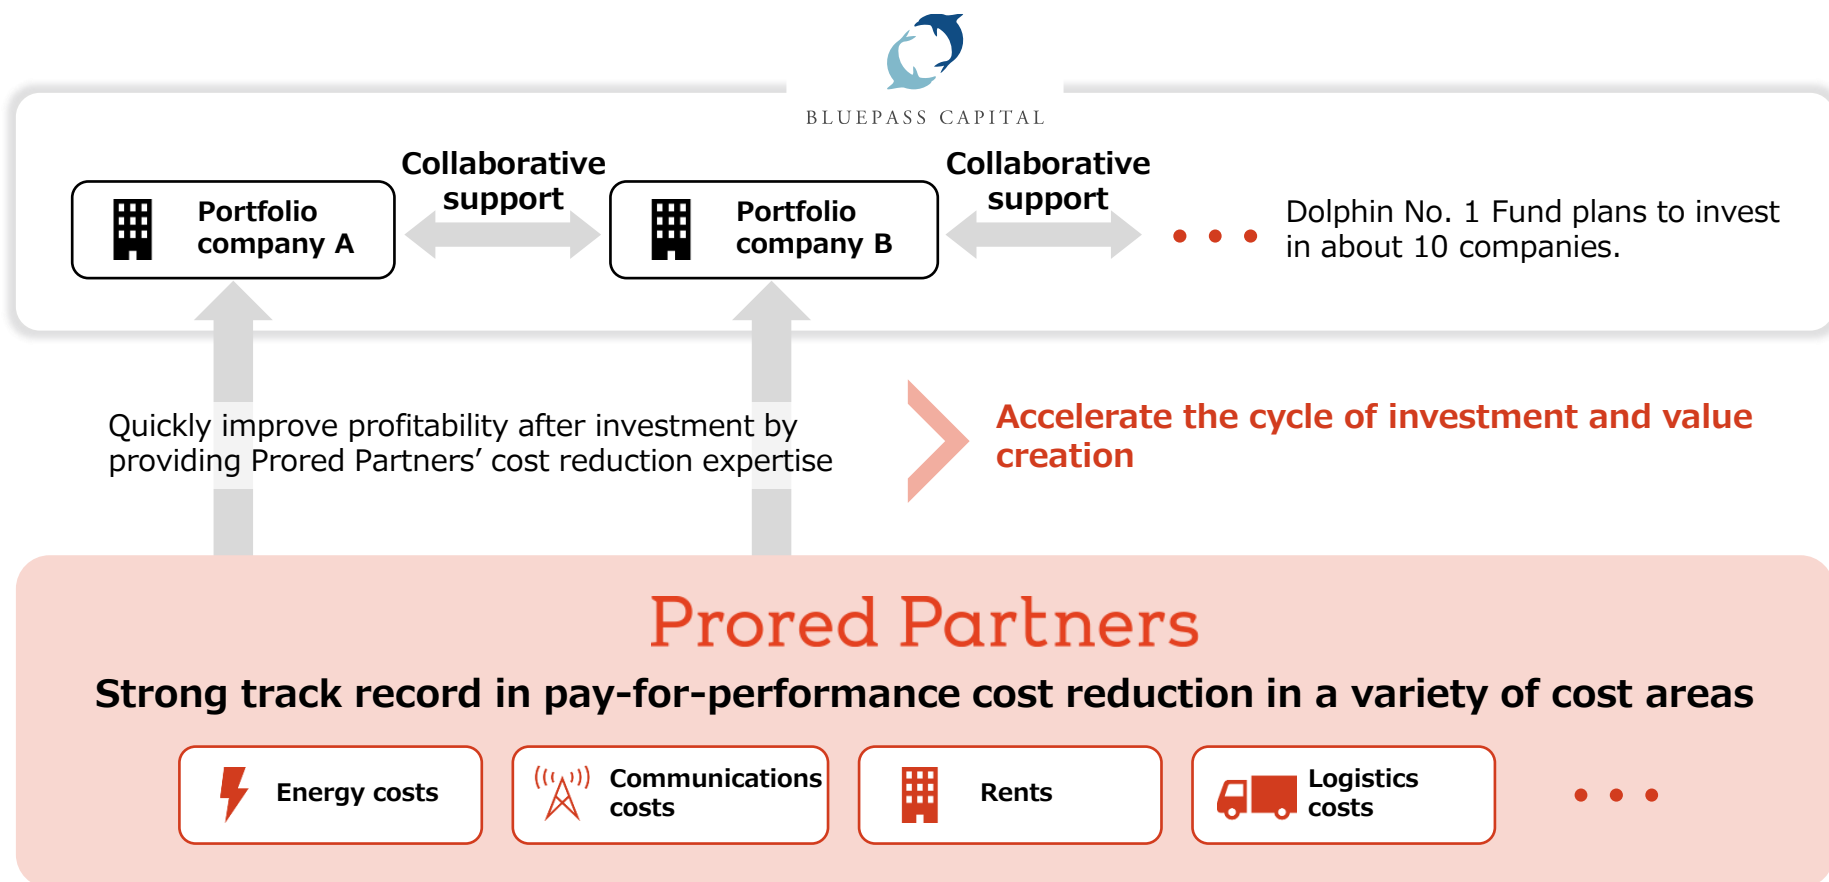 BLUEPASS CAPITAL
Collaborative
support
Collaborative
support
Portfolio
company A
Portfolio
company B
Dolphin No. 1 Fund plans to invest
in about 10 companies.
Quickly improve profitability after investment by
providing Prored Partners’ cost reduction expertise
Accelerate the cycle of investment and value
creation
Prored Partners
Strong track record in pay-for-performance cost reduction in a variety of cost areas
Energy costs
Communications
costs
Rents
Logistics
costs